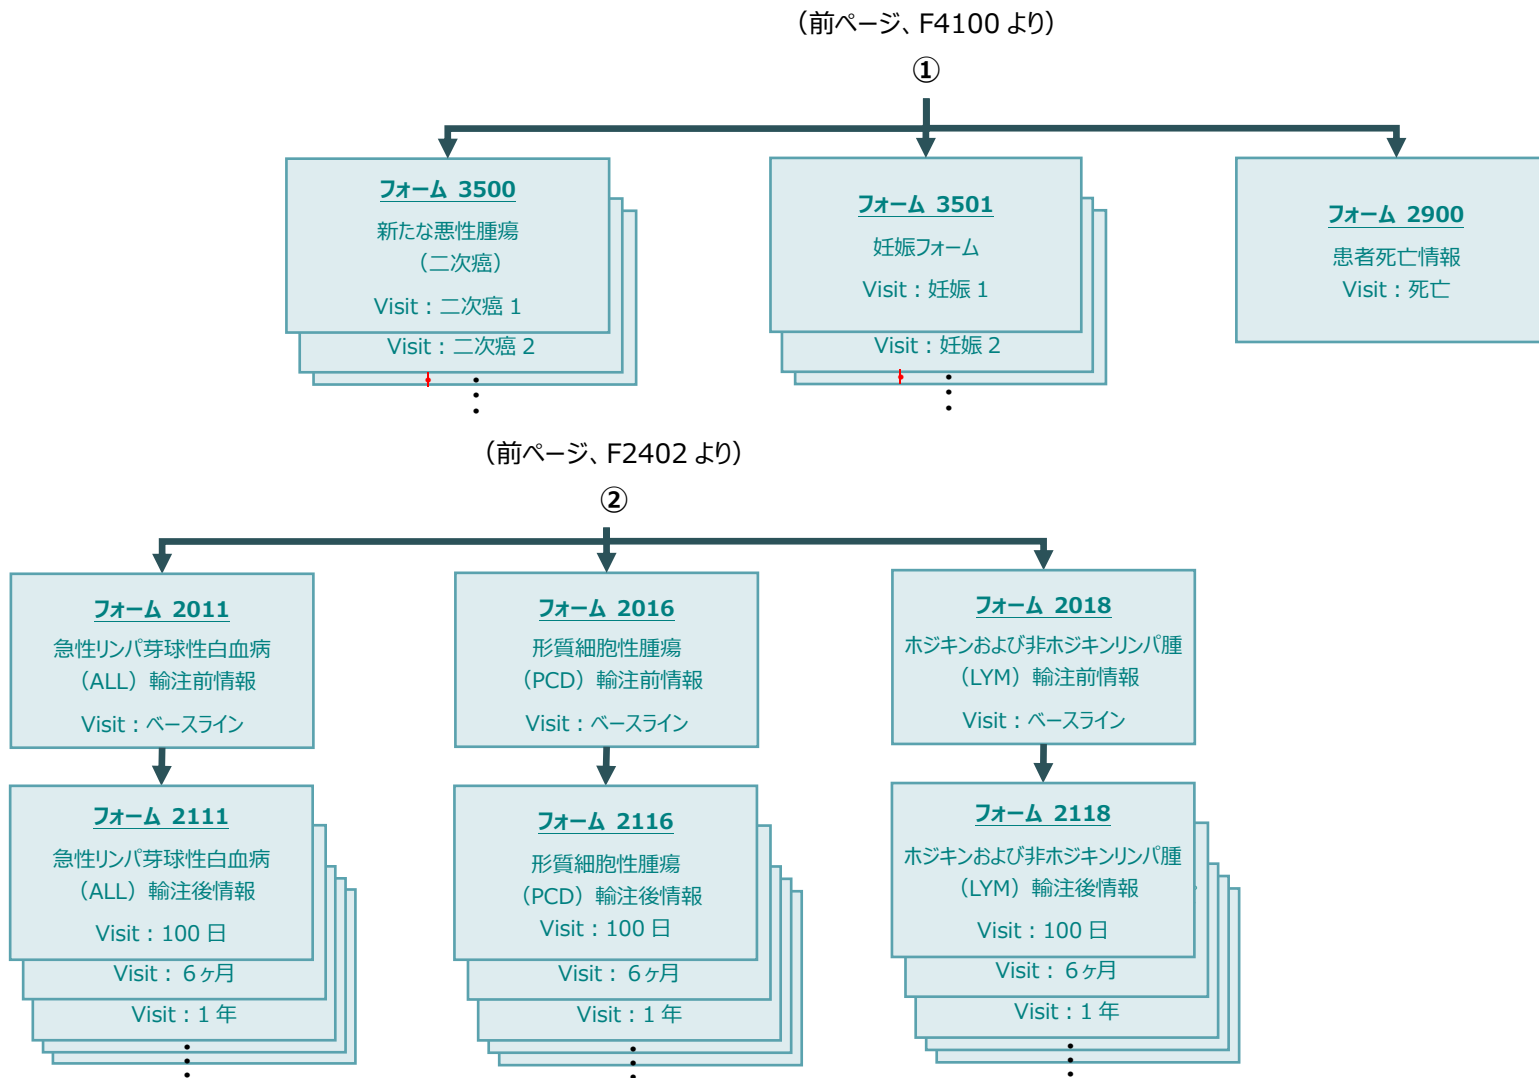 （前ページ、F4100 より）
①
フォーム 3500
新たな悪性腫瘍
（二次癌）
Visit：二次癌 1
Visit：二次癌 2
フォーム 3501
妊娠フォーム
Visit：妊娠 1
Visit：妊娠 2
フォーム 2900
患者死亡情報
Visit：死亡
（前ページ、F2402 より）
②
フォーム 2011
急性リンパ芽球性白血病
（ALL）輸注前情報
Visit：ベースライン
フォーム 2016
形質細胞性腫瘍
（PCD）輸注前情報
Visit：ベースライン
フォーム 2018
ホジキンおよび非ホジキンリンパ腫
（LYM）輸注前情報
Visit：ベースライン
フォーム 2111
急性リンパ芽球性白血病
（ALL）輸注後情報
Visit：100 日
Visit：6ヶ月
Visit：1 年
フォーム 2116
形質細胞性腫瘍
（PCD）輸注後情報
Visit：100 日
Visit：6ヶ月
Visit：1 年
フォーム 2118
ホジキンおよび非ホジキンリンパ腫
（LYM）輸注後情報
Visit：100 日
Visit：6ヶ月
Visit：1 年